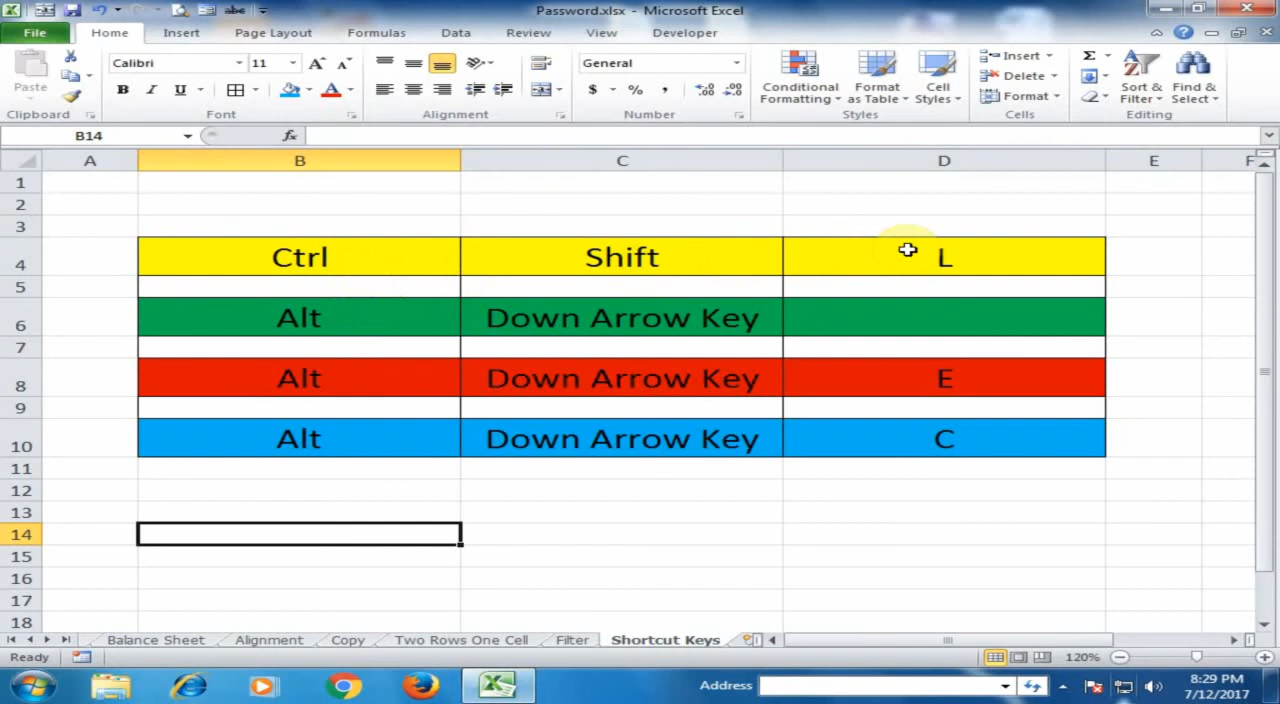 Password.xlsx - Microsoft Excel
File Home Insert Page Layout Formulas Data Review View Developer
Paste
Calibri 11
B I U
General
$ % ,
Conditional Formatting
Format as Table
Cell Styles
Insert
Delete
Format
Σ
Sort & Filter
Find & Select
Clipboard Font Alignment Number Styles Cells Editing
B14 fx
A B C D E F
1
2
3
4 Ctrl Shift L
5
6 Alt Down Arrow Key
7
8 Alt Down Arrow Key E
9
10 Alt Down Arrow Key C
11
12
13
14
15
16
17
18
Balance Sheet Alignment Copy Two Rows One Cell Filter Shortcut Keys
Ready 120%
Address 8:29 PM
7/12/2017